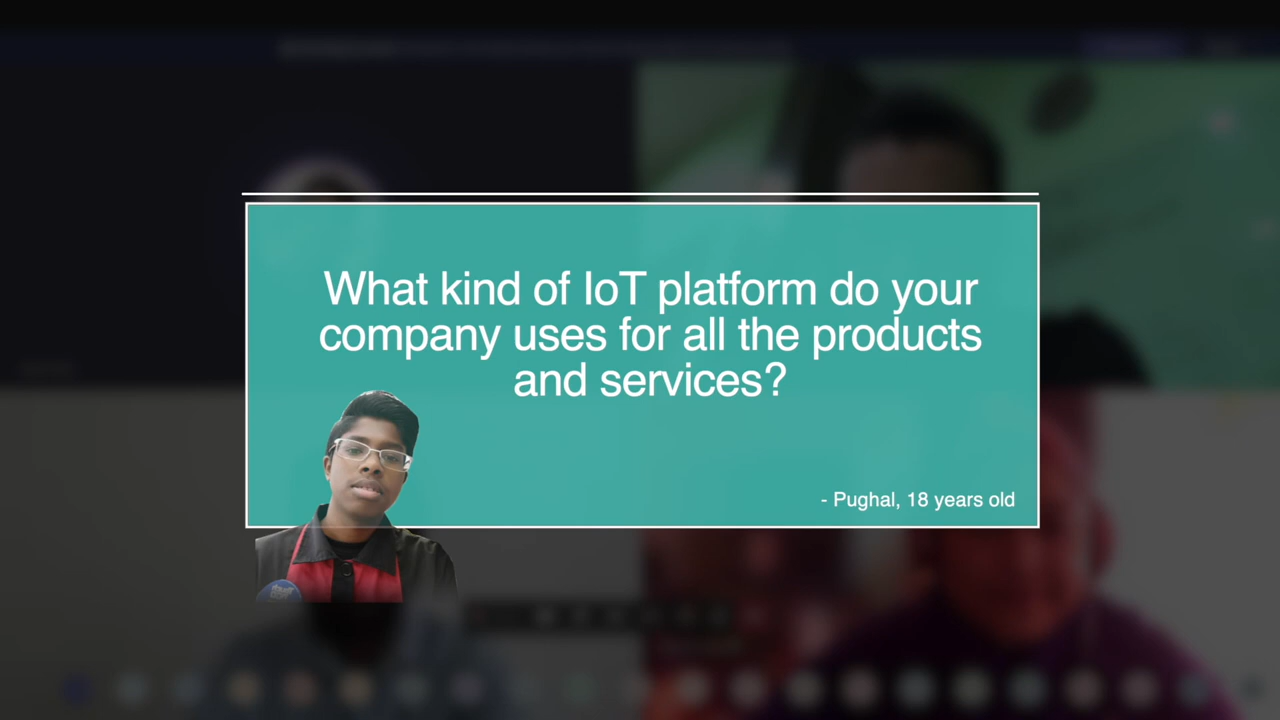 What kind of IoT platform do your
company uses for all the products
and services?
- Pughal, 18 years old